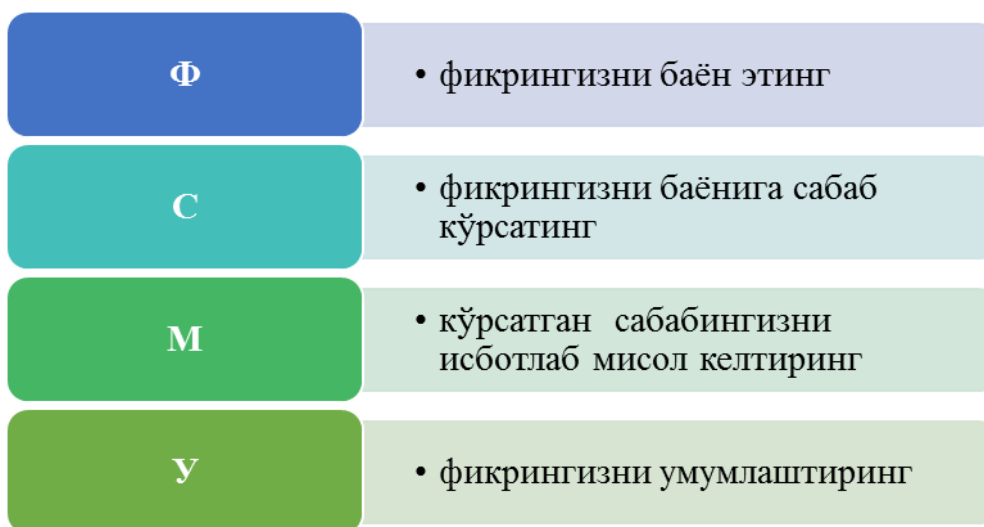 Ф
• фикрингизни баён этинг
С
• фикрингизни баёнига сабаб
кўрсатинг
М
• кўрсатган сабабингизни
исботлаб мисол келтиринг
У
• фикрингизни умумлаштиринг